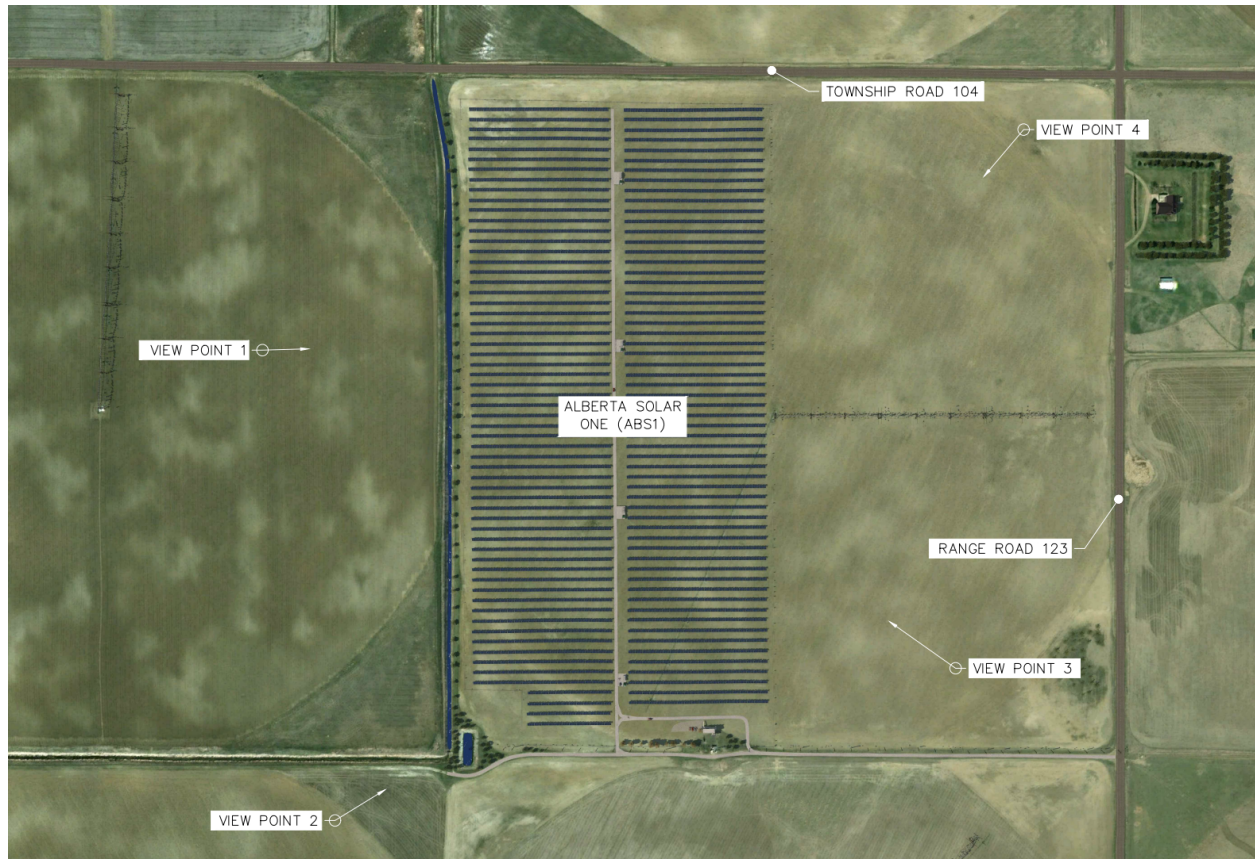 TOWNSHIP ROAD 104
VIEW POINT 4
VIEW POINT 1
ALBERTA SOLAR
ONE (ABS1)
RANGE ROAD 123
VIEW POINT 3
VIEW POINT 2